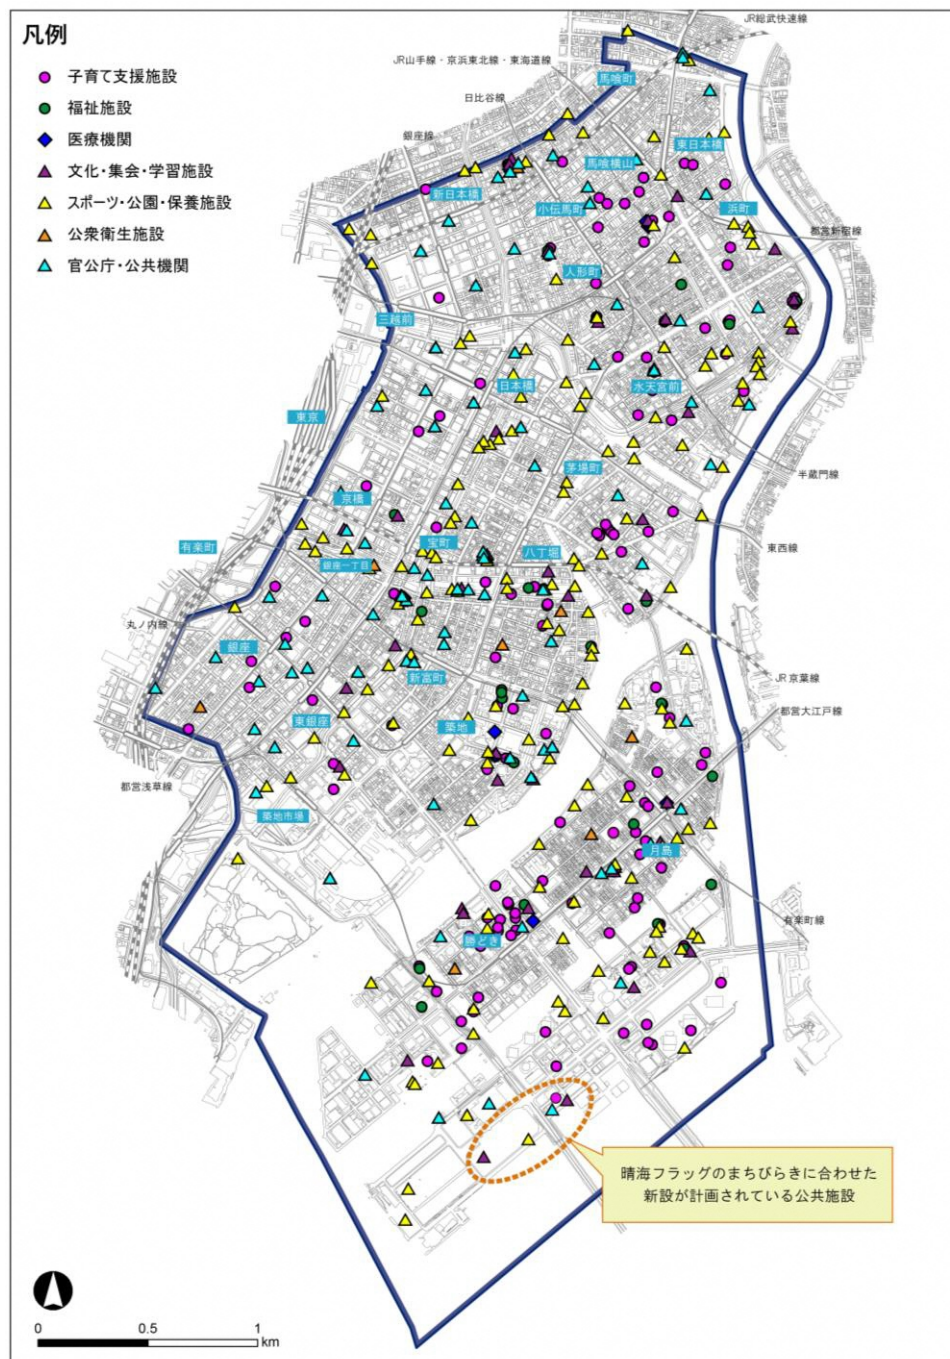 凡例
子育て支援施設
福祉施設
医療機関
文化・集会・学習施設
スポーツ・公園・保養施設
公衆衛生施設
官公庁・公共機関
JR総武快速線
JR山手線・京浜東北線・東海道線
馬喰町
日比谷線
銀座線
東日本橋
馬喰横山
新日本橋
小伝馬町
浜町
都営新宿線
人形町
三越前
日本橋
水天宮前
東京
茅場町
半蔵門線
京橋
有楽町
宝町
八丁堀
東西線
銀座一丁目
丸ノ内線
銀座
新富町
JR京葉線
都営大江戸線
東銀座
築地
都営浅草線
築地市場
月島
有楽町線
勝どき
晴海フラッグのまちびらきに合わせた
新設が計画されている公共施設
0 0.5 1
km